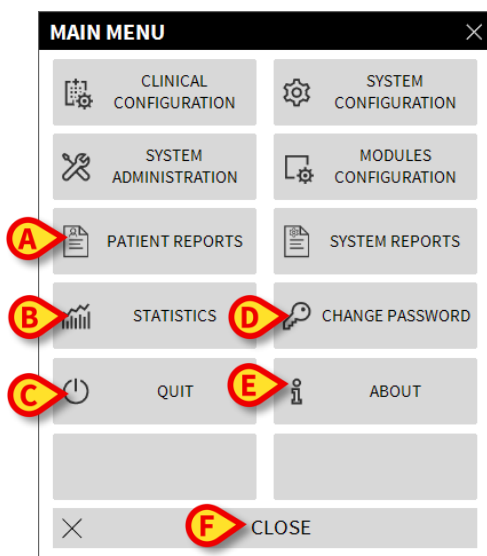 MAIN MENU
CLINICAL
CONFIGURATION
SYSTEM
CONFIGURATION
SYSTEM
ADMINISTRATION
MODULES
CONFIGURATION
A
PATIENT REPORTS
SYSTEM REPORTS
B
STATISTICS
D
CHANGE PASSWORD
C
QUIT
E
ABOUT
F
CLOSE